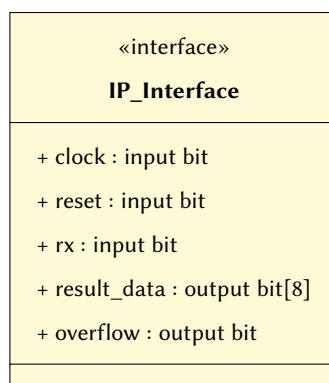 «interface»
IP_Interface
+ clock : input bit
+ reset : input bit
+ rx : input bit
+ result_data : output bit[8]
+ overflow : output bit